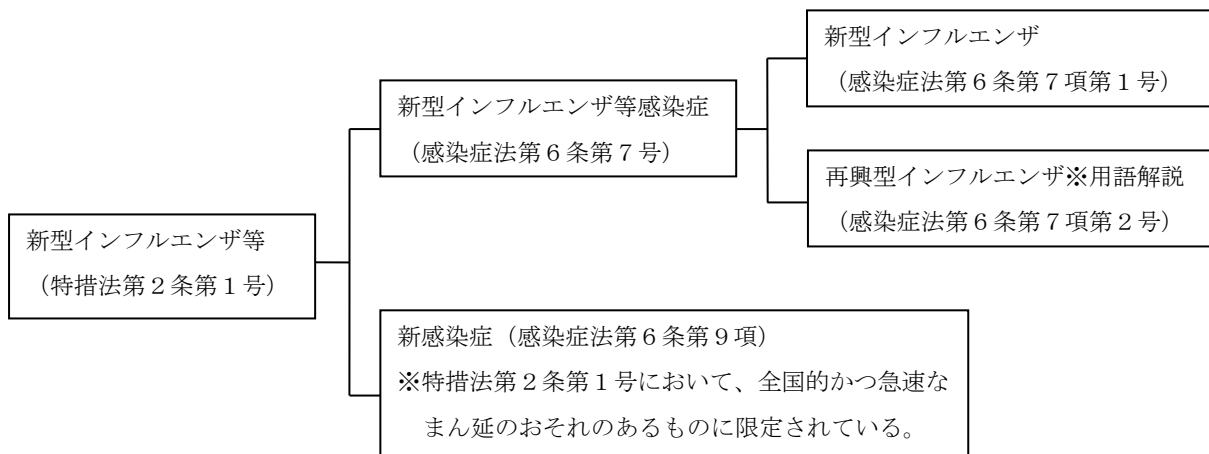 新型インフルエンザ等
（特措法第２条第１号）
新型インフルエンザ等感染症
（感染症法第６条第７号）
新型インフルエンザ
（感染症法第６条第７項第１号）
再興型インフルエンザ※用語解説
（感染症法第６条第７項第２号）
新感染症（感染症法第６条第９項）
※特措法第２条第１号において、全国的かつ急速な
まん延のおそれのあるものに限定されている。